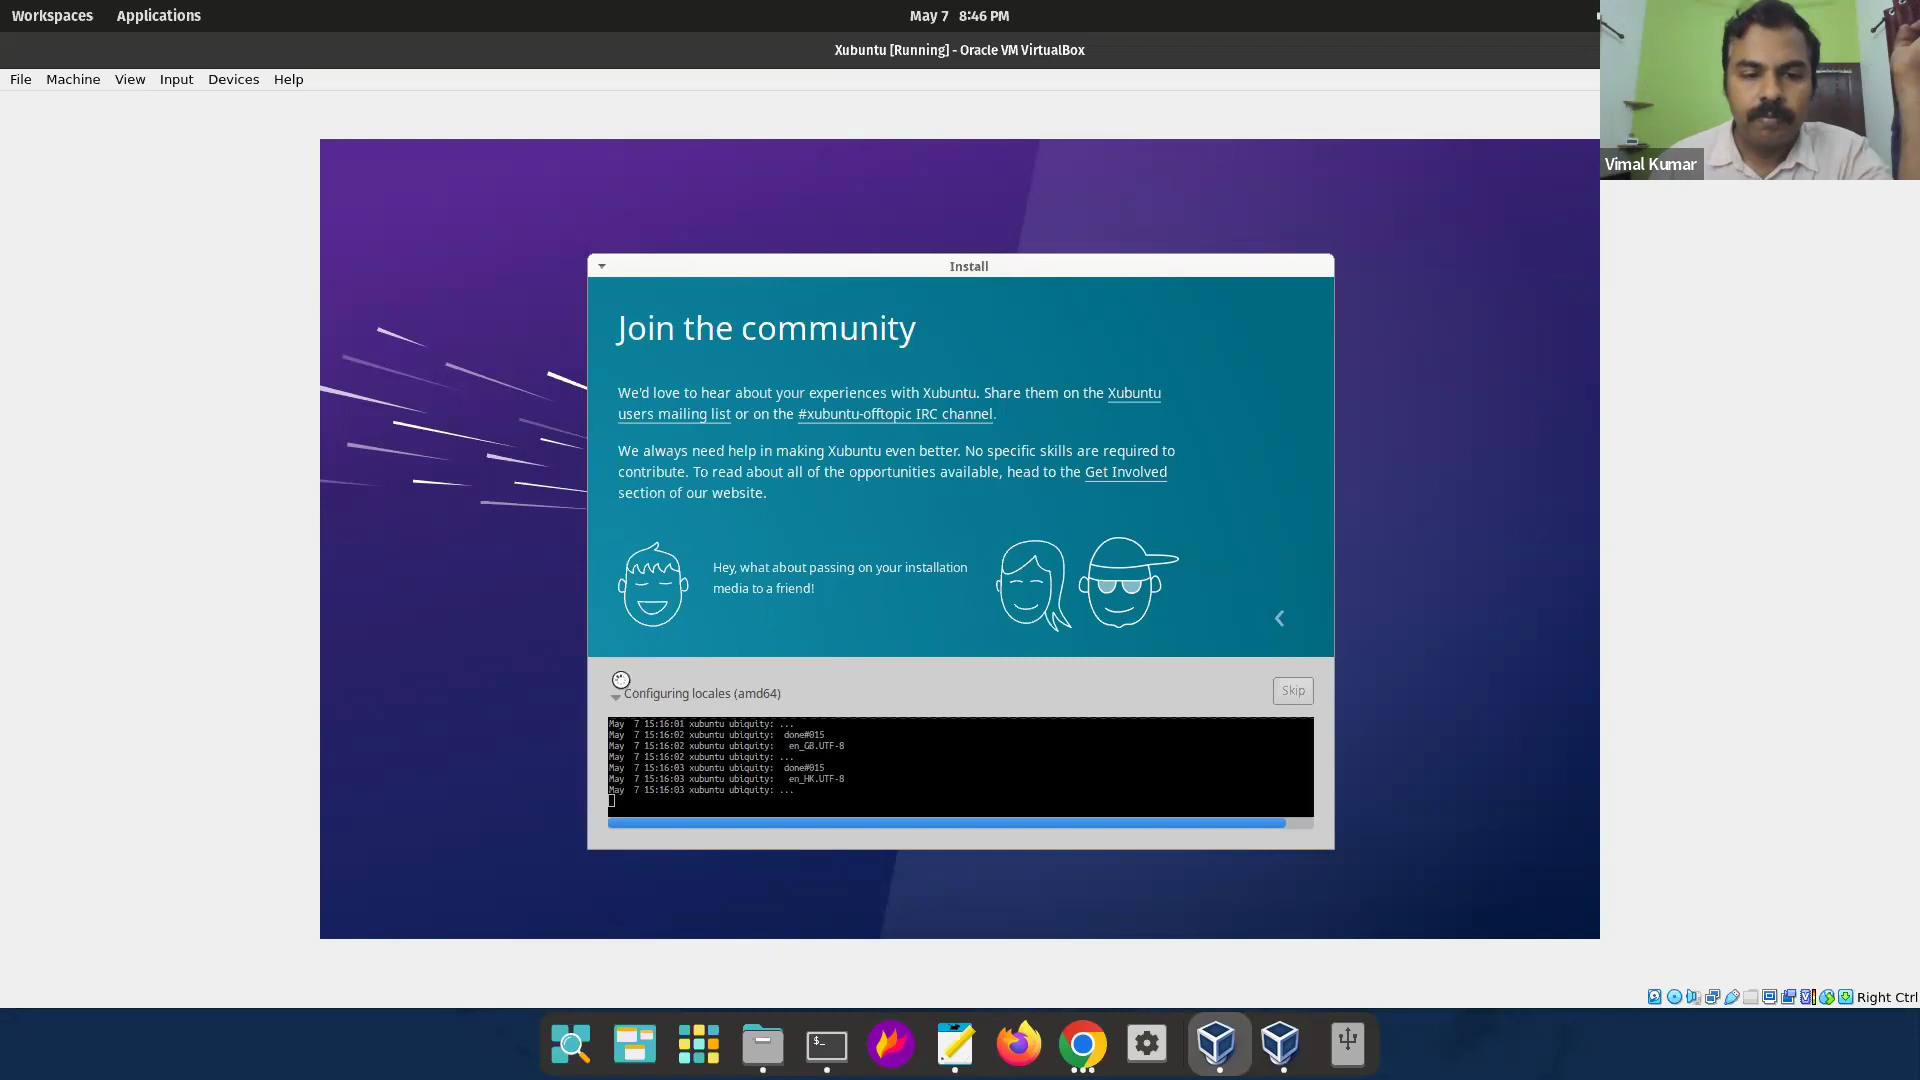 Workspaces Applications May 7 8:46 PM
Xubuntu [Running] - Oracle VM VirtualBox
File Machine View Input Devices Help
Vimal Kumar
Install
Join the community
We'd love to hear about your experiences with Xubuntu. Share them on the Xubuntu
users mailing list or on the #xubuntu-offtopic IRC channel.
We always need help in making Xubuntu even better. No specific skills are required to
contribute. To read about all of the opportunities available, head to the Get Involved
section of our website.
Hey, what about passing on your installation
media to a friend!
Configuring locales (amd64)
Skip
May 7 15:16:01 xubuntu ubiquity: ...
May 7 15:16:02 xubuntu ubiquity: done#015
May 7 15:16:02 xubuntu ubiquity: en_GB.UTF-8
May 7 15:16:02 xubuntu ubiquity: ...
May 7 15:16:03 xubuntu ubiquity: done#015
May 7 15:16:03 xubuntu ubiquity: en_HK.UTF-8
May 7 15:16:03 xubuntu ubiquity: ...
Right Ctrl
$_